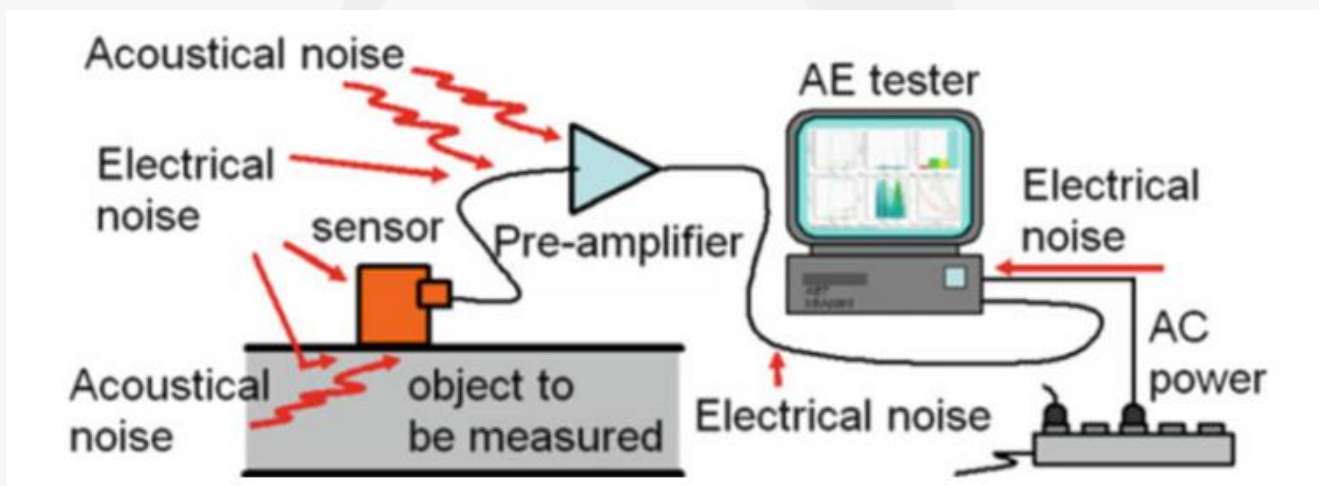 Acoustical noise
AE tester
Electrical
noise
sensor
Pre-amplifier
Electrical
noise
Acoustical
noise
object to
be measured
Electrical noise
AC
power